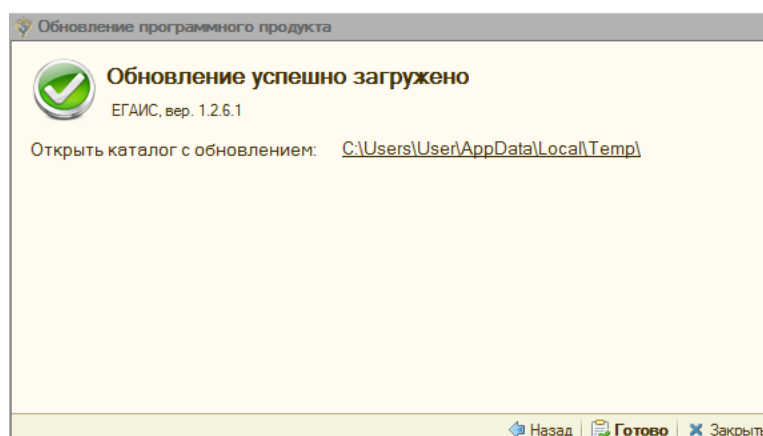 Обновление программного продукта
Обновление успешно загружено
ЕГАИС, вер. 1.2.6.1
Открыть каталог с обновлением: C:\Users\User\AppData\Local\Temp\
Назад Готово Закрыть